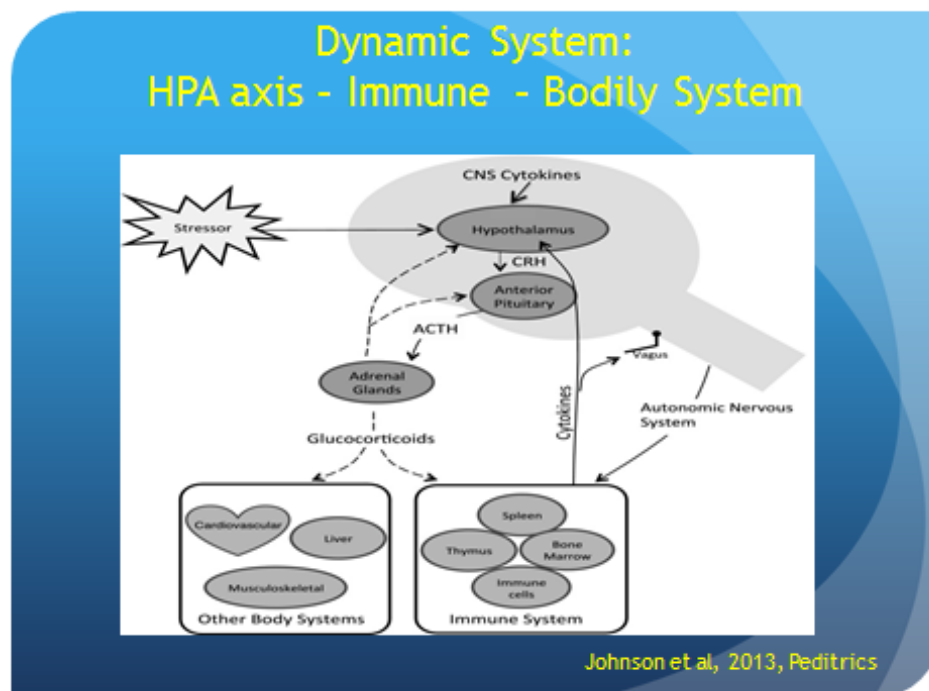 Dynamic System:
HPA axis – Immune – Bodily System
CNS Cytokines
Stressor
Hypothalamus
CRH
Anterior
Pituitary
ACTH
Vagus
Adrenal
Glands
Cytokines
Autonomic Nervous
System
Glucocorticoids
Cardiovascular
Liver
Musculoskeletal
Other Body Systems
Spleen
Thymus
Bone
Marrow
Immune
cells
Immune System
Johnson et al, 2013, Peditrics